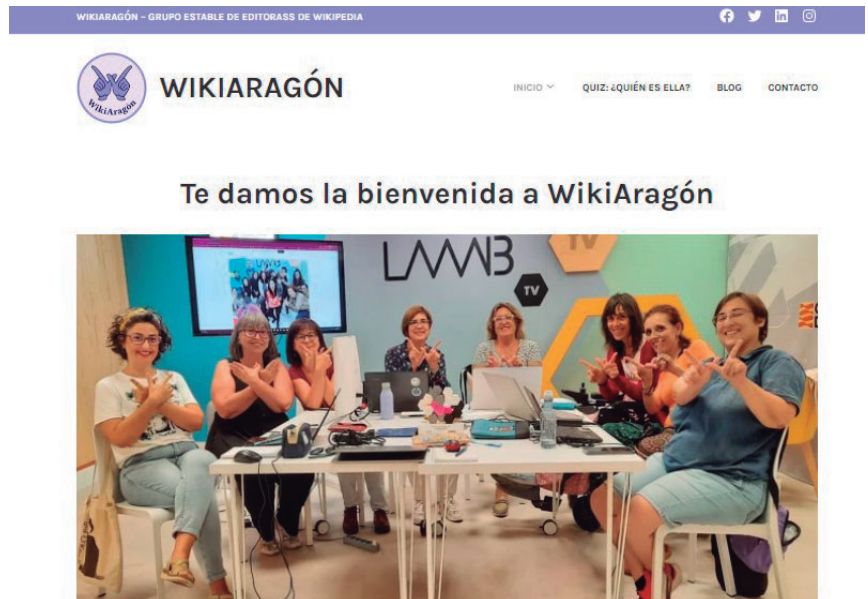 WIKIARAGÓN – GRUPO ESTABLE DE EDITORASS DE WIKIPEDIA
WikiAragón
WIKIARAGÓN
INICIO
QUIZ: ¿QUIÉN ES ELLA?
BLOG
CONTACTO
Te damos la bienvenida a WikiAragón
LAAAB
TV
TV